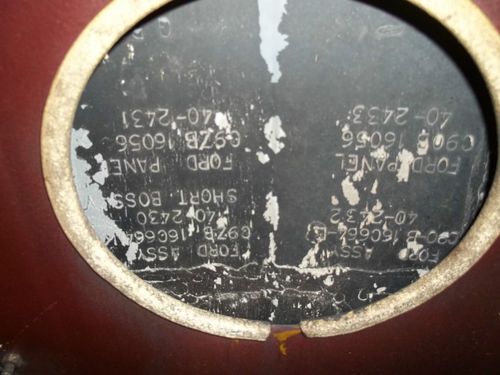 FORD ASSY
40-2432
FORD PANEL
16056
40-2433
FORD ASSY
C9ZB
40-2430
SHORT BOSS
FORD PANE
C9ZB 16056
40-2431